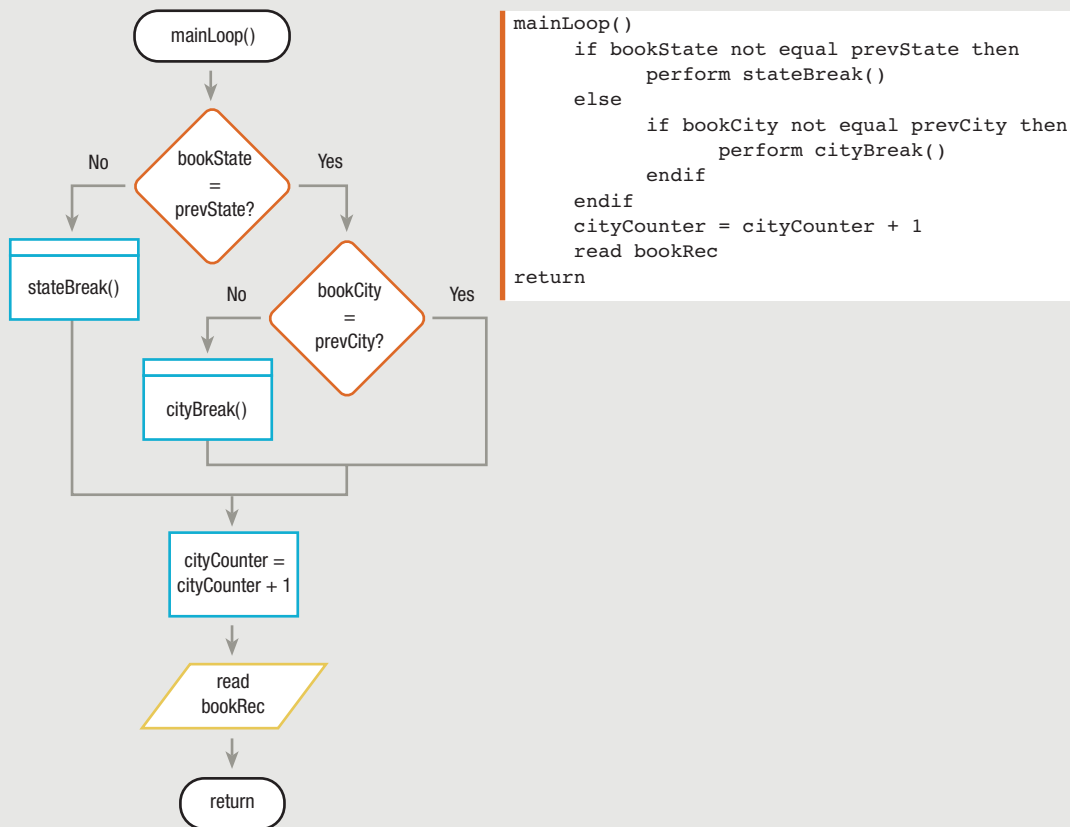 mainLoop()
No
bookState
=
prevState?
Yes
stateBreak()
No
bookCity
=
prevCity?
Yes
cityBreak()
cityCounter =
cityCounter + 1
read
bookRec
return
mainLoop()
if bookState not equal prevState then
perform stateBreak()
else
if bookCity not equal prevCity then
perform cityBreak()
endif
endif
cityCounter = cityCounter + 1
read bookRec
return